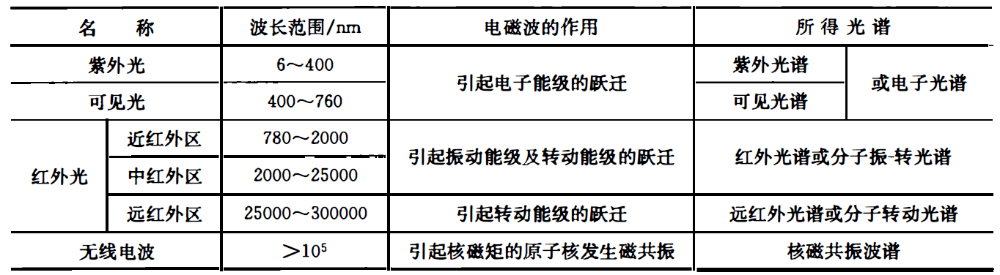 名 称 波长范围/nm 电磁波的作用 所得光谱
紫外光 6～400 引起电子能级的跃迁 紫外光谱 或电子光谱
可见光 400～760 可见光谱
红外光 近红外区 780～2000 引起振动能级及转动能级的跃迁 红外光谱或分子振-转光谱
中红外区 2000～25000
远红外区 25000～300000 引起转动能级的跃迁 远红外光谱或分子转动光谱
无线电波 ＞10⁵ 引起核磁矩的原子核发生磁共振 核磁共振波谱